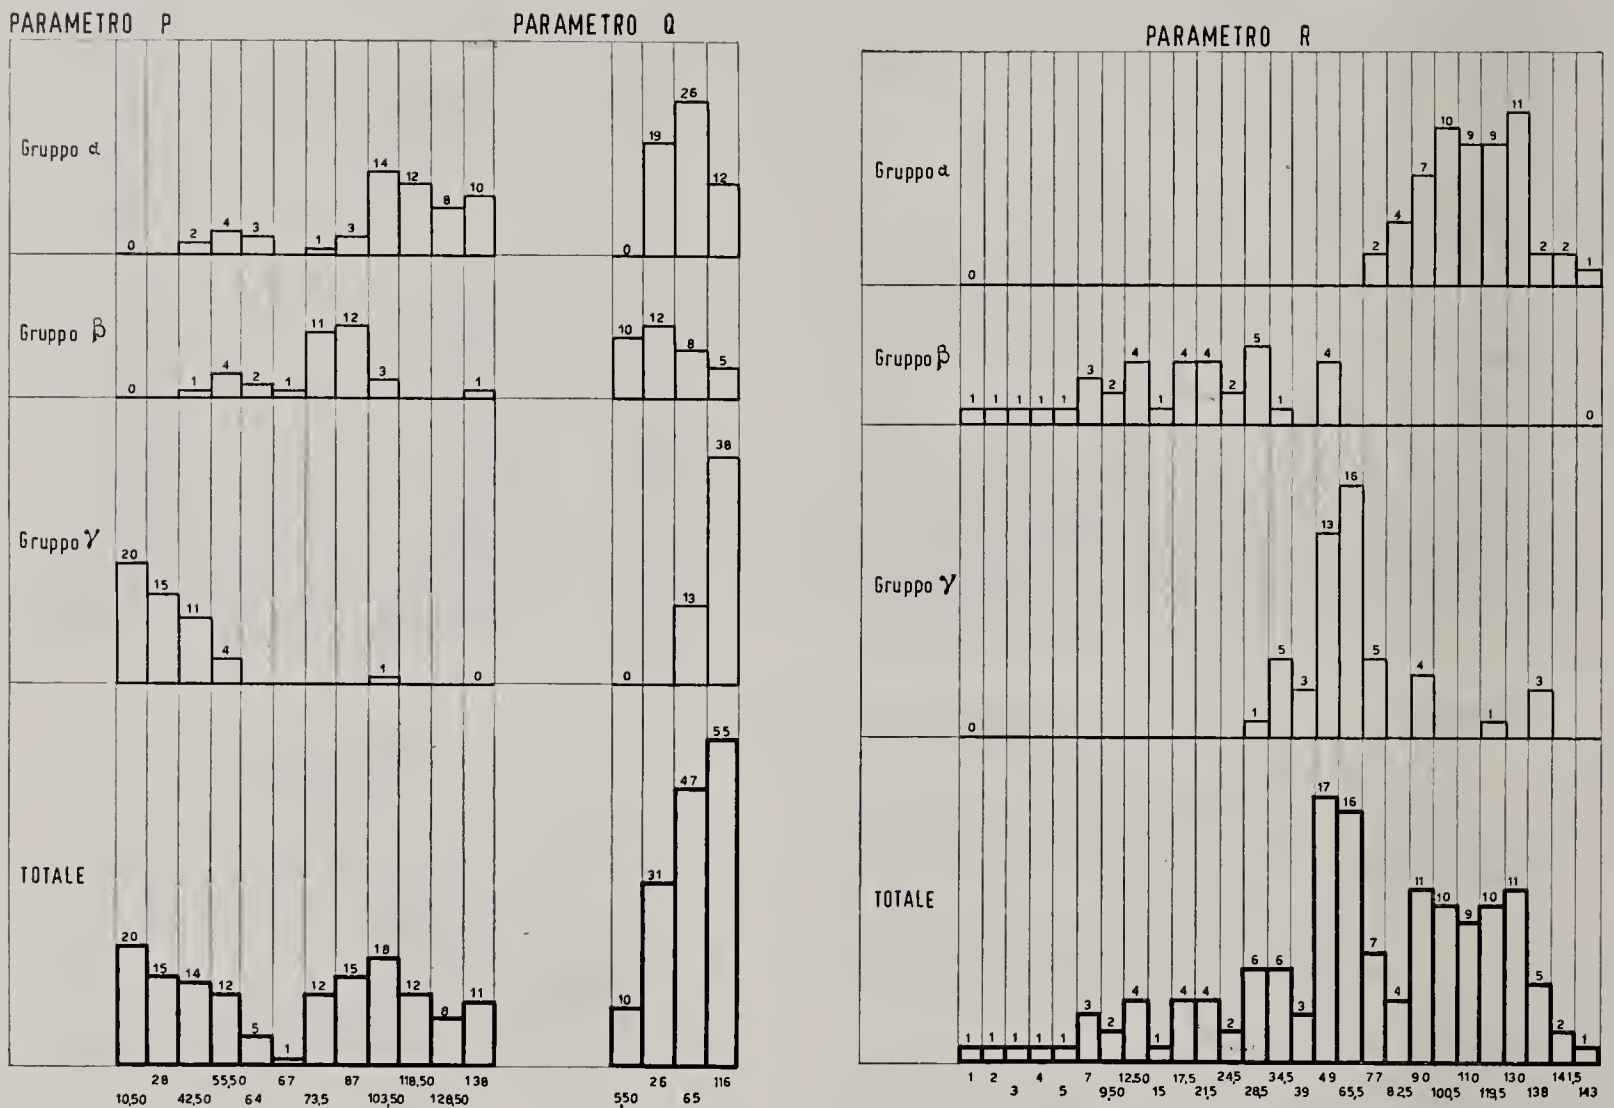 PARAMETRO P
PARAMETRO Q
Gruppo α
0 2 4 3 1 3 14 12 8 10
0 19 26 12
Gruppo β
0 1 4 2 1 11 12 3 1
10 12 8 5
Gruppo γ
20 15 11 4 1 0
0 13 38
TOTALE
20 15 14 12 5 1 12 15 18 12 8 11
10 31 47 55
28 55,50 67 87 118,50 138
10,50 42,50 64 73,5 103,50 128,50
26 116
5,50 65
PARAMETRO R
Gruppo α
0 2 4 7 10 9 9 11 2 2 1
Gruppo β
1 1 1 1 1 3 2 4 1 4 4 2 5 1 4 0
Gruppo γ
0 1 5 3 13 16 5 4 1 3
TOTALE
1 1 1 1 1 3 2 4 1 4 4 2 6 6 3 17 16 7 4 11 10 9 10 11 5 2 1
1 2 4 7 12,50 17,5 24,5 34,5 49 77 90 110 130 141,5
3 5 9,50 15 21,5 28,5 39 65,5 82,5 100,5 119,5 138 143